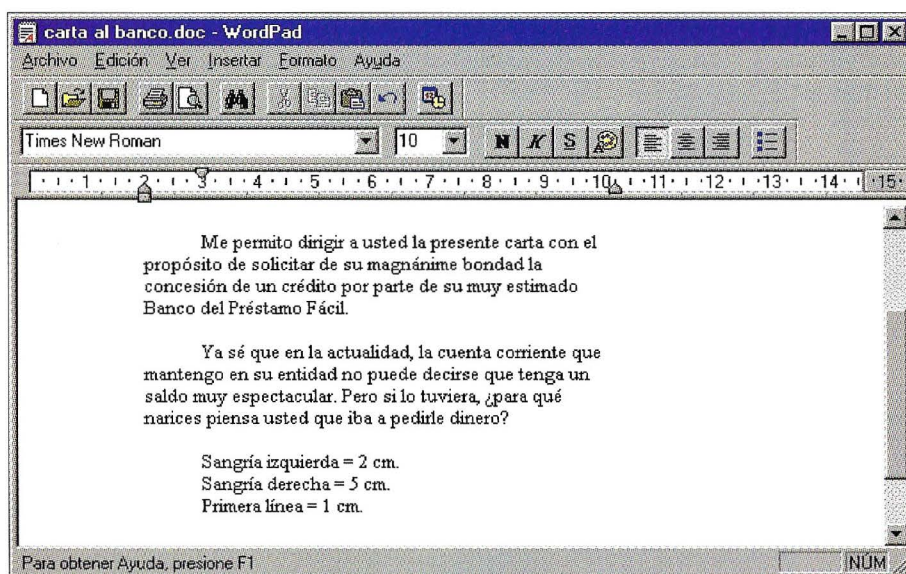 carta al banco.doc - WordPad
Archivo Edición Ver Insertar Formato Ayuda
Times New Roman 10 N K S
1 2 3 4 5 6 7 8 9 10 11 12 13 14 15
Me permito dirigir a usted la presente carta con el
propósito de solicitar de su magnánime bondad la
concesión de un crédito por parte de su muy estimado
Banco del Préstamo Fácil.
Ya sé que en la actualidad, la cuenta corriente que
mantengo en su entidad no puede decirse que tenga un
saldo muy espectacular. Pero si lo tuviera, ¿para qué
narices piensa usted que iba a pedirle dinero?
Sangría izquierda = 2 cm.
Sangría derecha = 5 cm.
Primera línea = 1 cm.
Para obtener Ayuda, presione F1 NÚM